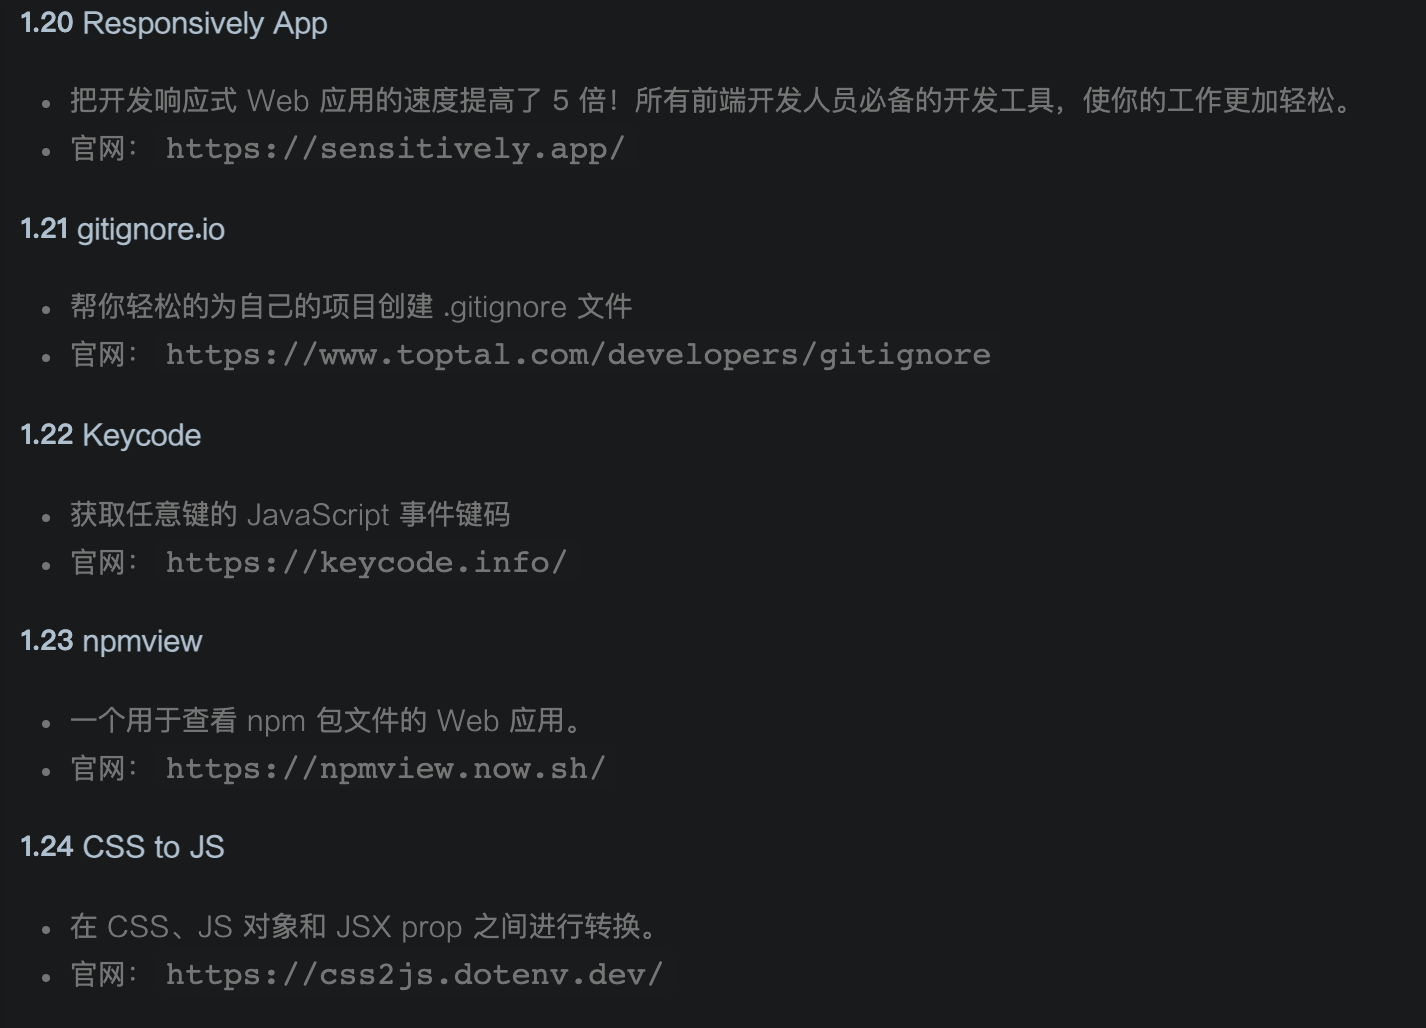 1.20 Responsively App
• 把开发响应式 Web 应用的速度提高了 5 倍！所有前端开发人员必备的开发工具，使你的工作更加轻松。
• 官网： https://sensitively.app/
1.21 gitignore.io
• 帮你轻松的为自己的项目创建 .gitignore 文件
• 官网： https://www.toptal.com/developers/gitignore
1.22 Keycode
• 获取任意键的 JavaScript 事件键码
• 官网： https://keycode.info/
1.23 npmview
• 一个用于查看 npm 包文件的 Web 应用。
• 官网： https://npmview.now.sh/
1.24 CSS to JS
• 在 CSS、JS 对象和 JSX prop 之间进行转换。
• 官网： https://css2js.dotenv.dev/